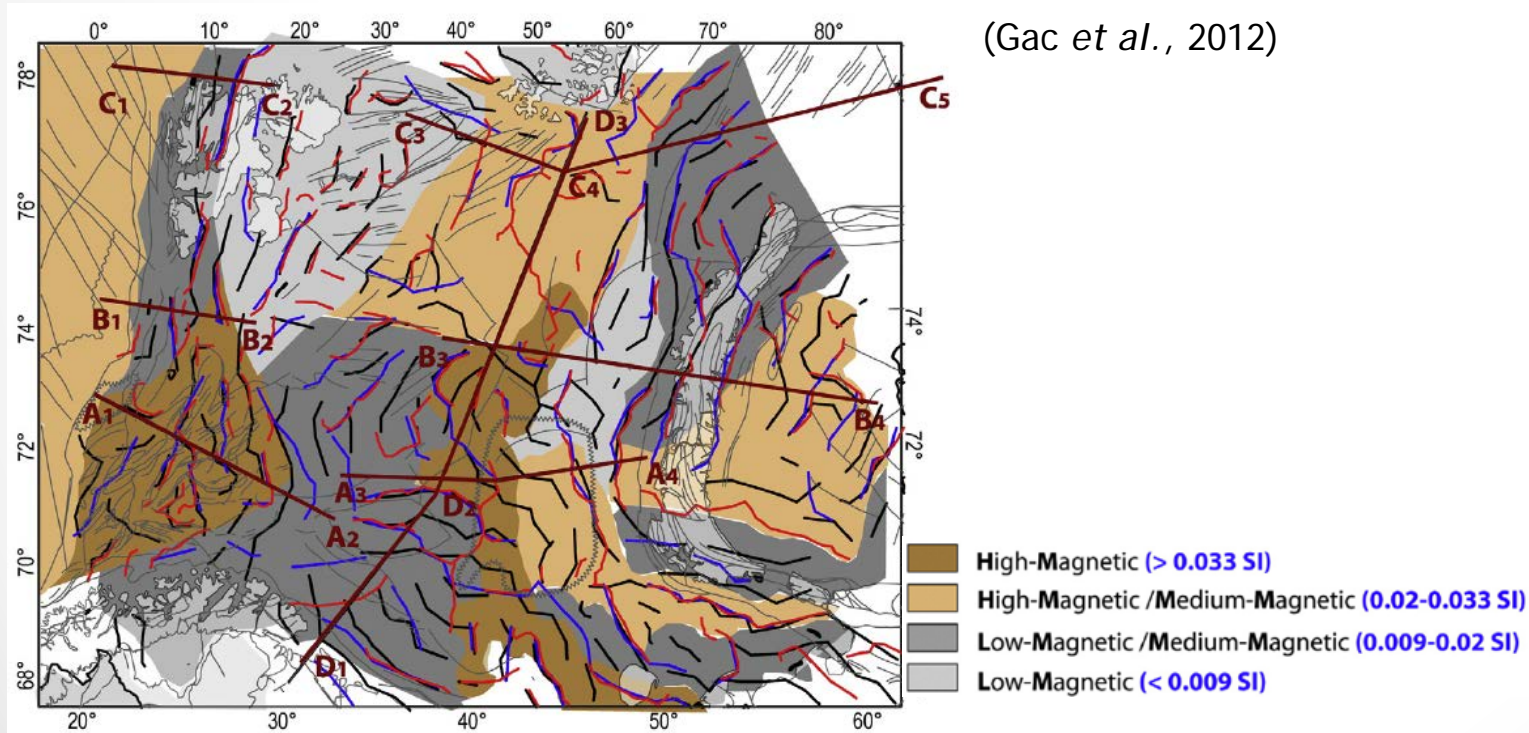 (Gac et al., 2012)
0° 10° 20° 30° 40° 50° 60° 70° 80°
78°
76°
74°
72°
70°
68°
74°
72°
20° 30° 40° 50° 60°
C1
C2
C3
C4
C5
D3
B1
B2
B3
B4
A1
A2
A3
A4
D2
D1
High-Magnetic (> 0.033 SI)
High-Magnetic /Medium-Magnetic (0.02-0.033 SI)
Low-Magnetic /Medium-Magnetic (0.009-0.02 SI)
Low-Magnetic (< 0.009 SI)